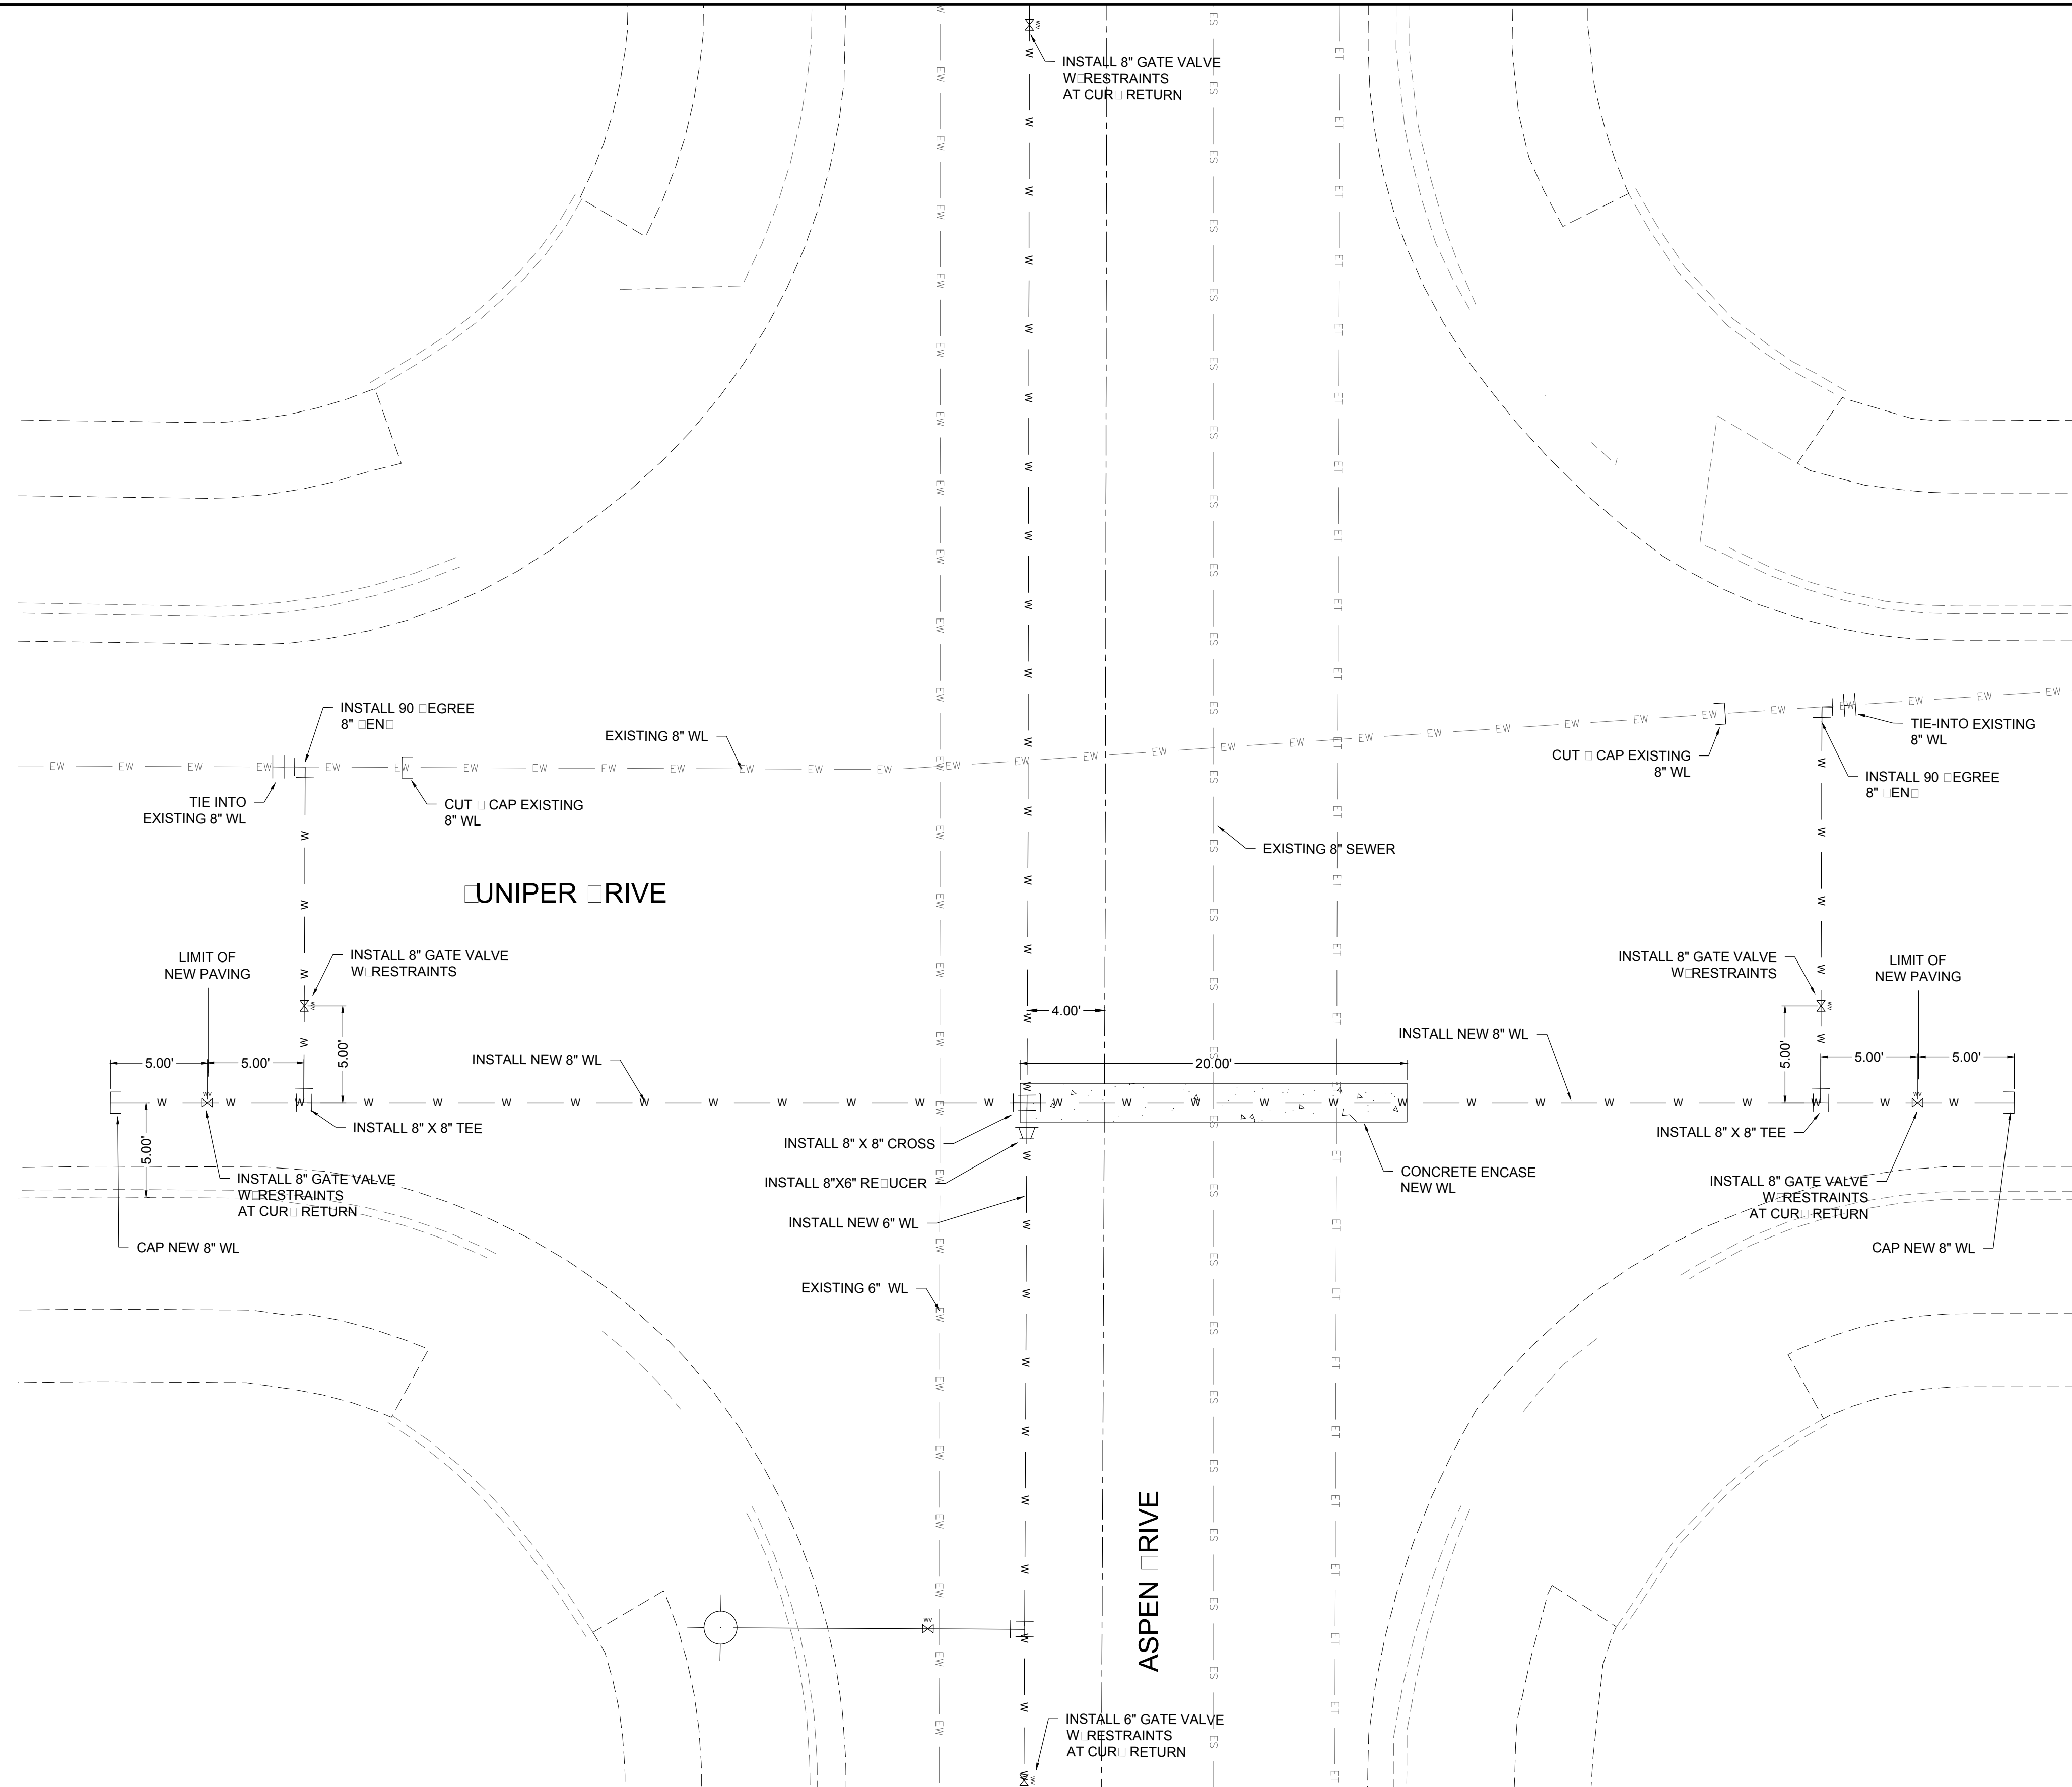 INSTALL 8" GATE VALVE
W□RESTRAINTS
AT CUR□ RETURN
INSTALL 90 □EGREE
8" □EN□
EXISTING 8" WL
TIE INTO
EXISTING 8" WL
CUT □ CAP EXISTING
8" WL
CUT □ CAP EXISTING
8" WL
TIE-INTO EXISTING
8" WL
INSTALL 90 □EGREE
8" □EN□
EXISTING 8" SEWER
□UNIPER □RIVE
LIMIT OF
NEW PAVING
INSTALL 8" GATE VALVE
W□RESTRAINTS
INSTALL 8" GATE VALVE
W□RESTRAINTS
LIMIT OF
NEW PAVING
4.00'
5.00'
5.00'
5.00'
INSTALL NEW 8" WL
20.00'
INSTALL NEW 8" WL
5.00'
5.00'
5.00'
INSTALL 8" X 8" TEE
5.00'
INSTALL 8" X 8" CROSS
INSTALL 8" X 8" TEE
INSTALL 8" GATE VALVE
W□RESTRAINTS
AT CUR□ RETURN
INSTALL 8"X6" RE□UCER
CONCRETE ENCASE
NEW WL
INSTALL 8" GATE VALVE
W□RESTRAINTS
AT CUR□ RETURN
CAP NEW 8" WL
INSTALL NEW 6" WL
CAP NEW 8" WL
EXISTING 6" WL
ASPEN □RIVE
INSTALL 6" GATE VALVE
W□RESTRAINTS
AT CUR□ RETURN
EW
W
ES
ET
WV